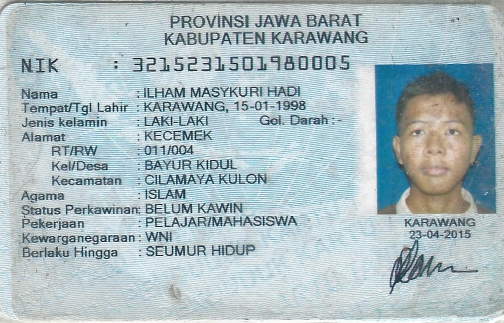 PROVINSI JAWA BARAT
KABUPATEN KARAWANG
NIK : 3215231501980005
Nama : ILHAM MASYKURI HADI
Tempat/Tgl Lahir : KARAWANG, 15-01-1998
Jenis kelamin : LAKI-LAKI Gol. Darah :-
Alamat : KECEMEK
RT/RW : 011/004
Kel/Desa : BAYUR KIDUL
Kecamatan : CILAMAYA KULON
Agama : ISLAM
Status Perkawinan: BELUM KAWIN
Pekerjaan : PELAJAR/MAHASISWA
Kewarganegaraan : WNI
Berlaku Hingga : SEUMUR HIDUP
KARAWANG
23-04-2015